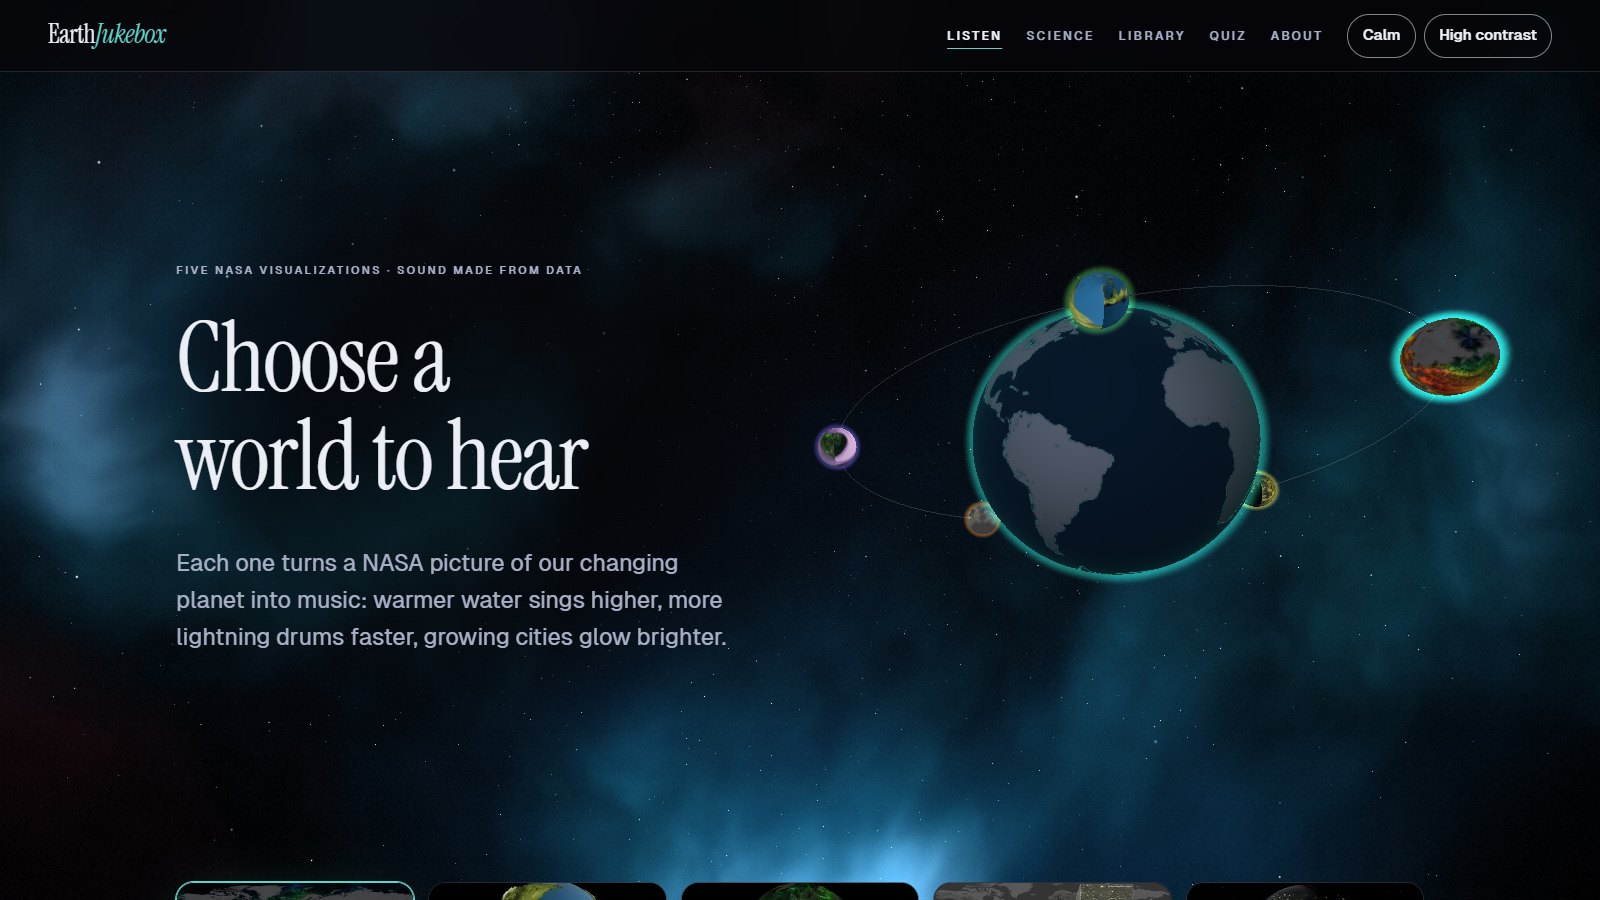 EarthJukebox
LISTEN SCIENCE LIBRARY QUIZ ABOUT Calm High contrast
FIVE NASA VISUALIZATIONS · SOUND MADE FROM DATA
Choose a
world to hear
Each one turns a NASA picture of our changing
planet into music: warmer water sings higher, more
lightning drums faster, growing cities glow brighter.